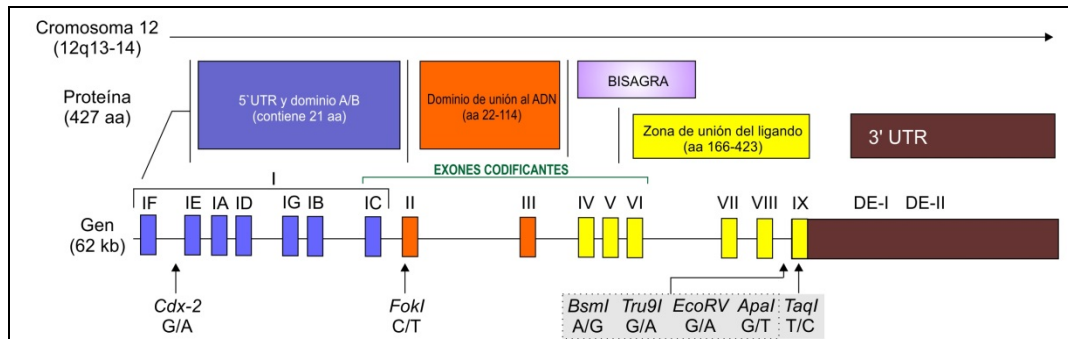 Cromosoma 12
(12q13-14)
Proteína
(427 aa)
5`UTR y dominio A/B
(contiene 21 aa)
Dominio de unión al ADN
(aa 22-114)
BISAGRA
Zona de unión del ligando
(aa 166-423)
3' UTR
EXONES CODIFICANTES
I
IF IE IA ID IG IB IC II III IV V VI VII VIII IX DE-I DE-II
Gen
(62 kb)
Cdx-2 FokI BsmI Tru9I EcoRV ApaI TaqI
G/A C/T A/G G/A G/A G/T T/C